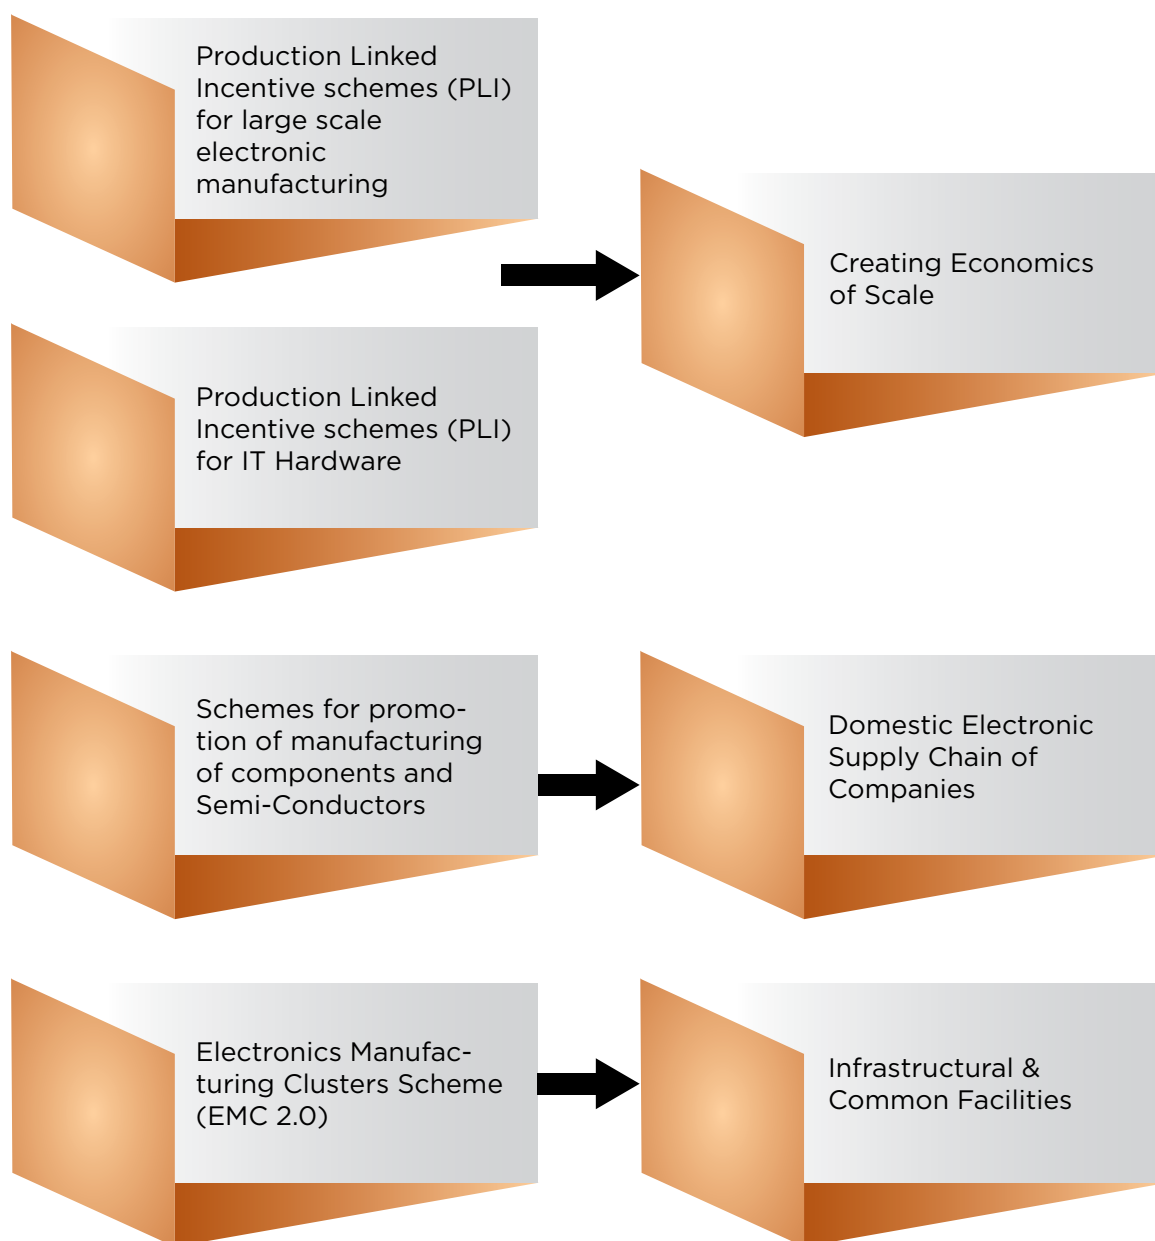 Production Linked
Incentive schemes (PLI)
for large scale
electronic
manufacturing
Creating Economics
of Scale
Production Linked
Incentive schemes (PLI)
for IT Hardware
Schemes for promo-
tion of manufacturing
of components and
Semi-Conductors
Domestic Electronic
Supply Chain of
Companies
Electronics Manufac-
turing Clusters Scheme
(EMC 2.0)
Infrastructural &
Common Facilities